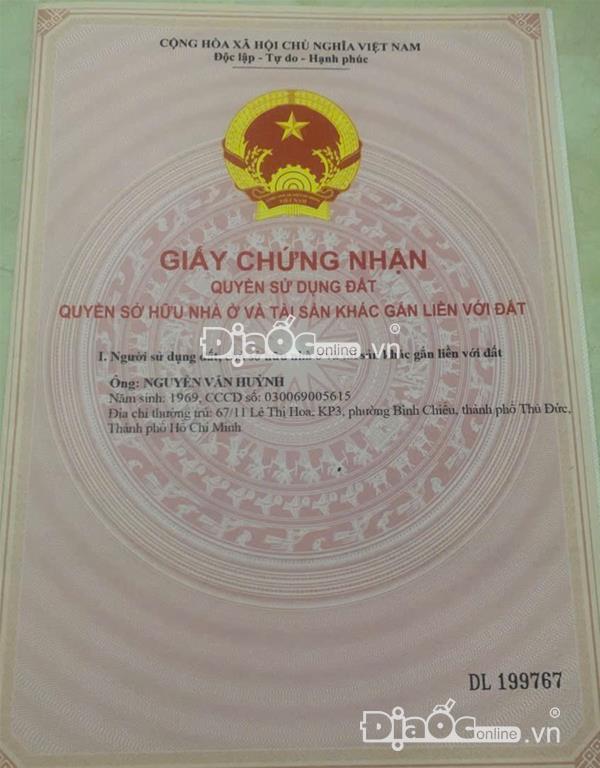 CỘNG HÒA XÃ HỘI CHỦ NGHĨA VIỆT NAM
Độc lập - Tự do - Hạnh phúc
VIỆT NAM
GIẤY CHỨNG NHẬN
QUYỀN SỬ DỤNG ĐẤT
QUYỀN SỞ HỮU NHÀ Ở VÀ TÀI SẢN KHÁC GẮN LIỀN VỚI ĐẤT
ĐịaỐc online .vn ®
I. Người sử dụng đất, khác gắn liền với đất
Ông: NGUYỄN VĂN HUỲNH
Năm sinh: 1969, CCCD số: 030069005615
Địa chỉ thường trú: 67/11 Lê Thị Hoa, KP3, phường Bình Chiểu, thành phố Thủ Đức,
Thành phố Hồ Chí Minh
DL 199767
ĐịaỐc online .vn ®